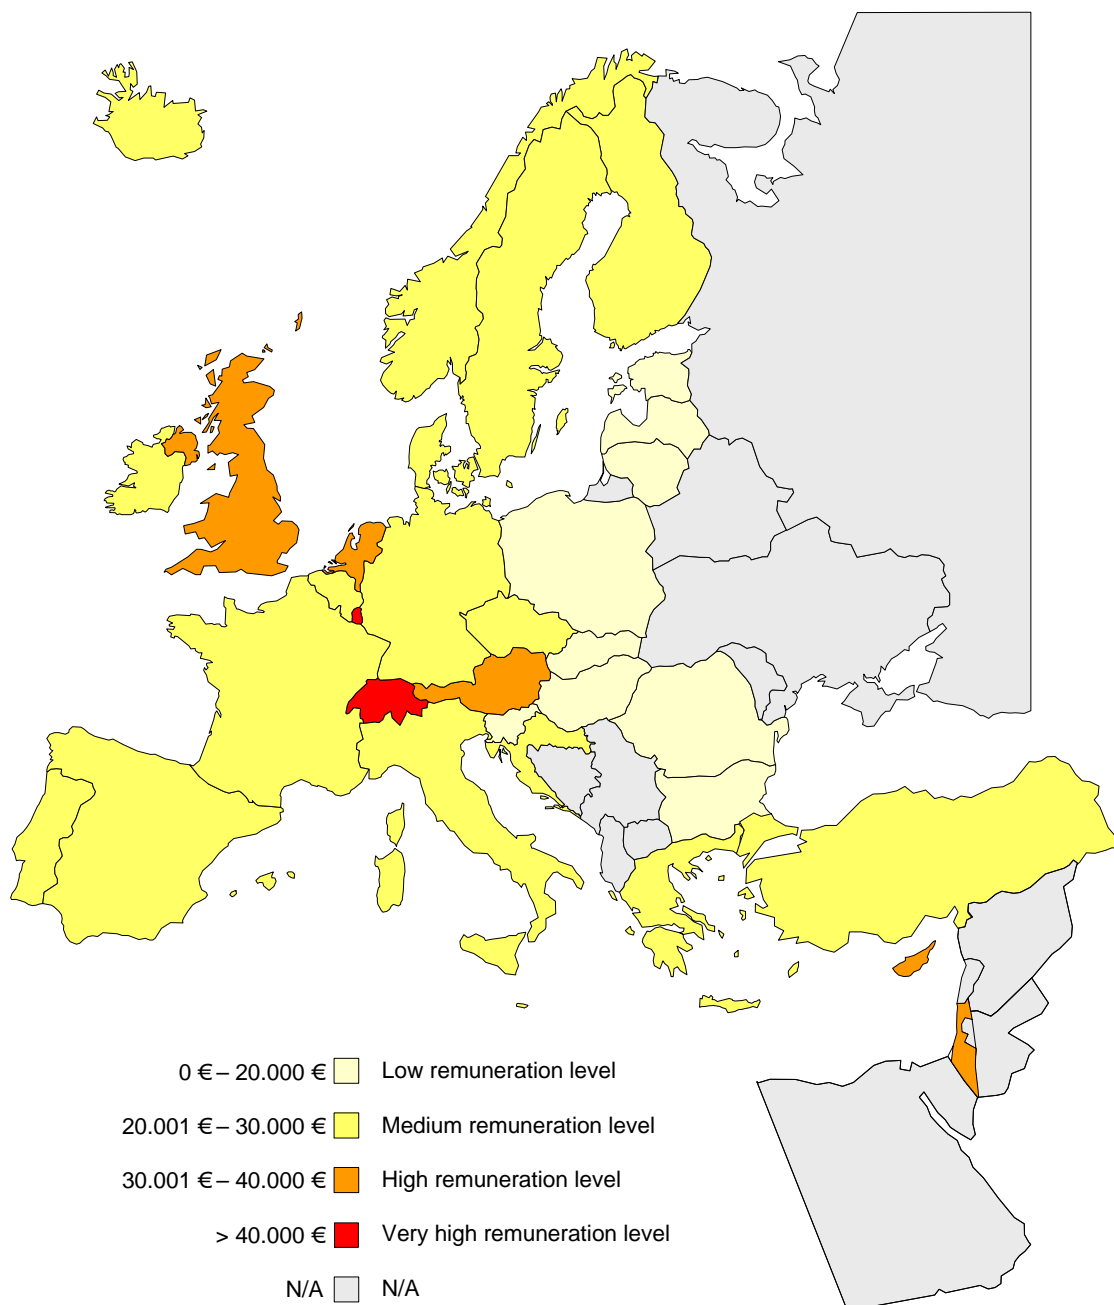 0 € – 20.000 € Low remuneration level
20.001 € – 30.000 € Medium remuneration level
30.001 € – 40.000 € High remuneration level
> 40.000 € Very high remuneration level
N/A N/A